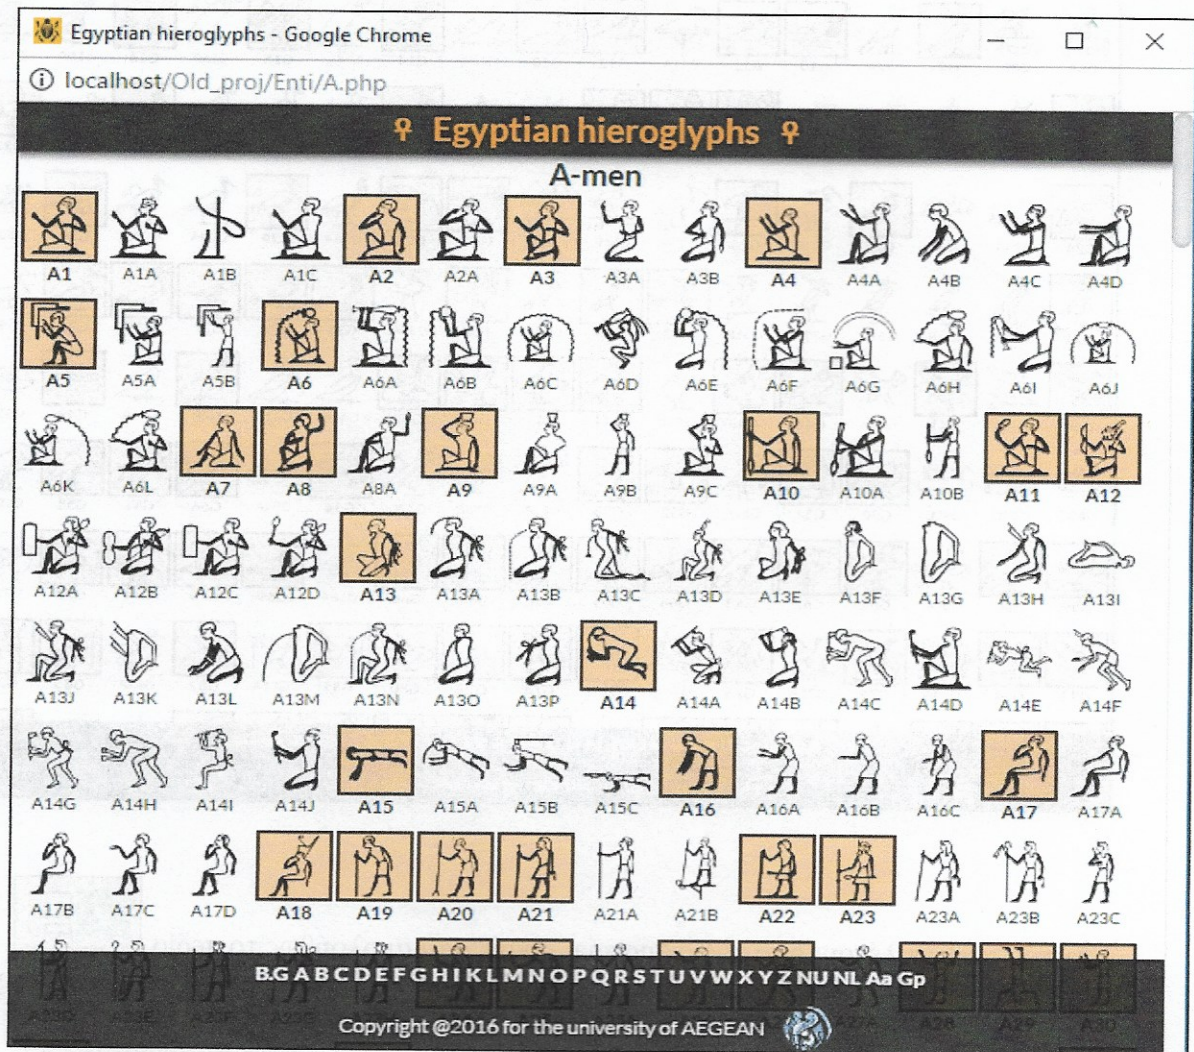 Egyptian hieroglyphs - Google Chrome
localhost/Old_proj/Enti/A.php
Egyptian hieroglyphs
A-men
A1 A1A A1B A1C A2 A2A A3 A3A A3B A4 A4A A4B A4C A4D
A5 A5A A5B A6 A6A A6B A6C A6D A6E A6F A6G A6H A6I A6J
A6K A6L A7 A8 A8A A9 A9A A9B A9C A10 A10A A10B A11 A12
A12A A12B A12C A12D A13 A13A A13B A13C A13D A13E A13F A13G A13H A13I
A13J A13K A13L A13M A13N A13O A13P A14 A14A A14B A14C A14D A14E A14F
A14G A14H A14I A14J A15 A15A A15B A15C A16 A16A A16B A16C A17 A17A
A17B A17C A17D A18 A19 A20 A21 A21A A21B A22 A23 A23A A23B A23C
B.G A B C D E F G H I K L M N O P Q R S T U V W X Y Z NU NL Aa Gp
A28 A29 A30
Copyright @2016 for the university of AEGEAN